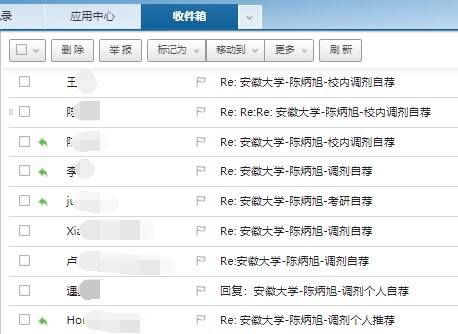 录 应用中心 收件箱
删 除 举 报 标记为 移动到 更多 刷 新
王 Re: 安徽大学-陈炳旭-校内调剂自荐
陈 Re: Re:Re: 安徽大学-陈炳旭-校内调剂自荐
Re: 安徽大学-陈炳旭-校内调剂自荐
李 Re: 安徽大学-陈炳旭-调剂自荐
ju Re: 安徽大学-陈炳旭-考研自荐
Xia Re: 安徽大学-陈炳旭-调剂自荐
卢 Re:安徽大学-陈炳旭-调剂自荐
回复：安徽大学-陈炳旭-调剂个人自荐
Hon Re: 安徽大学-陈炳旭-调剂个人推荐